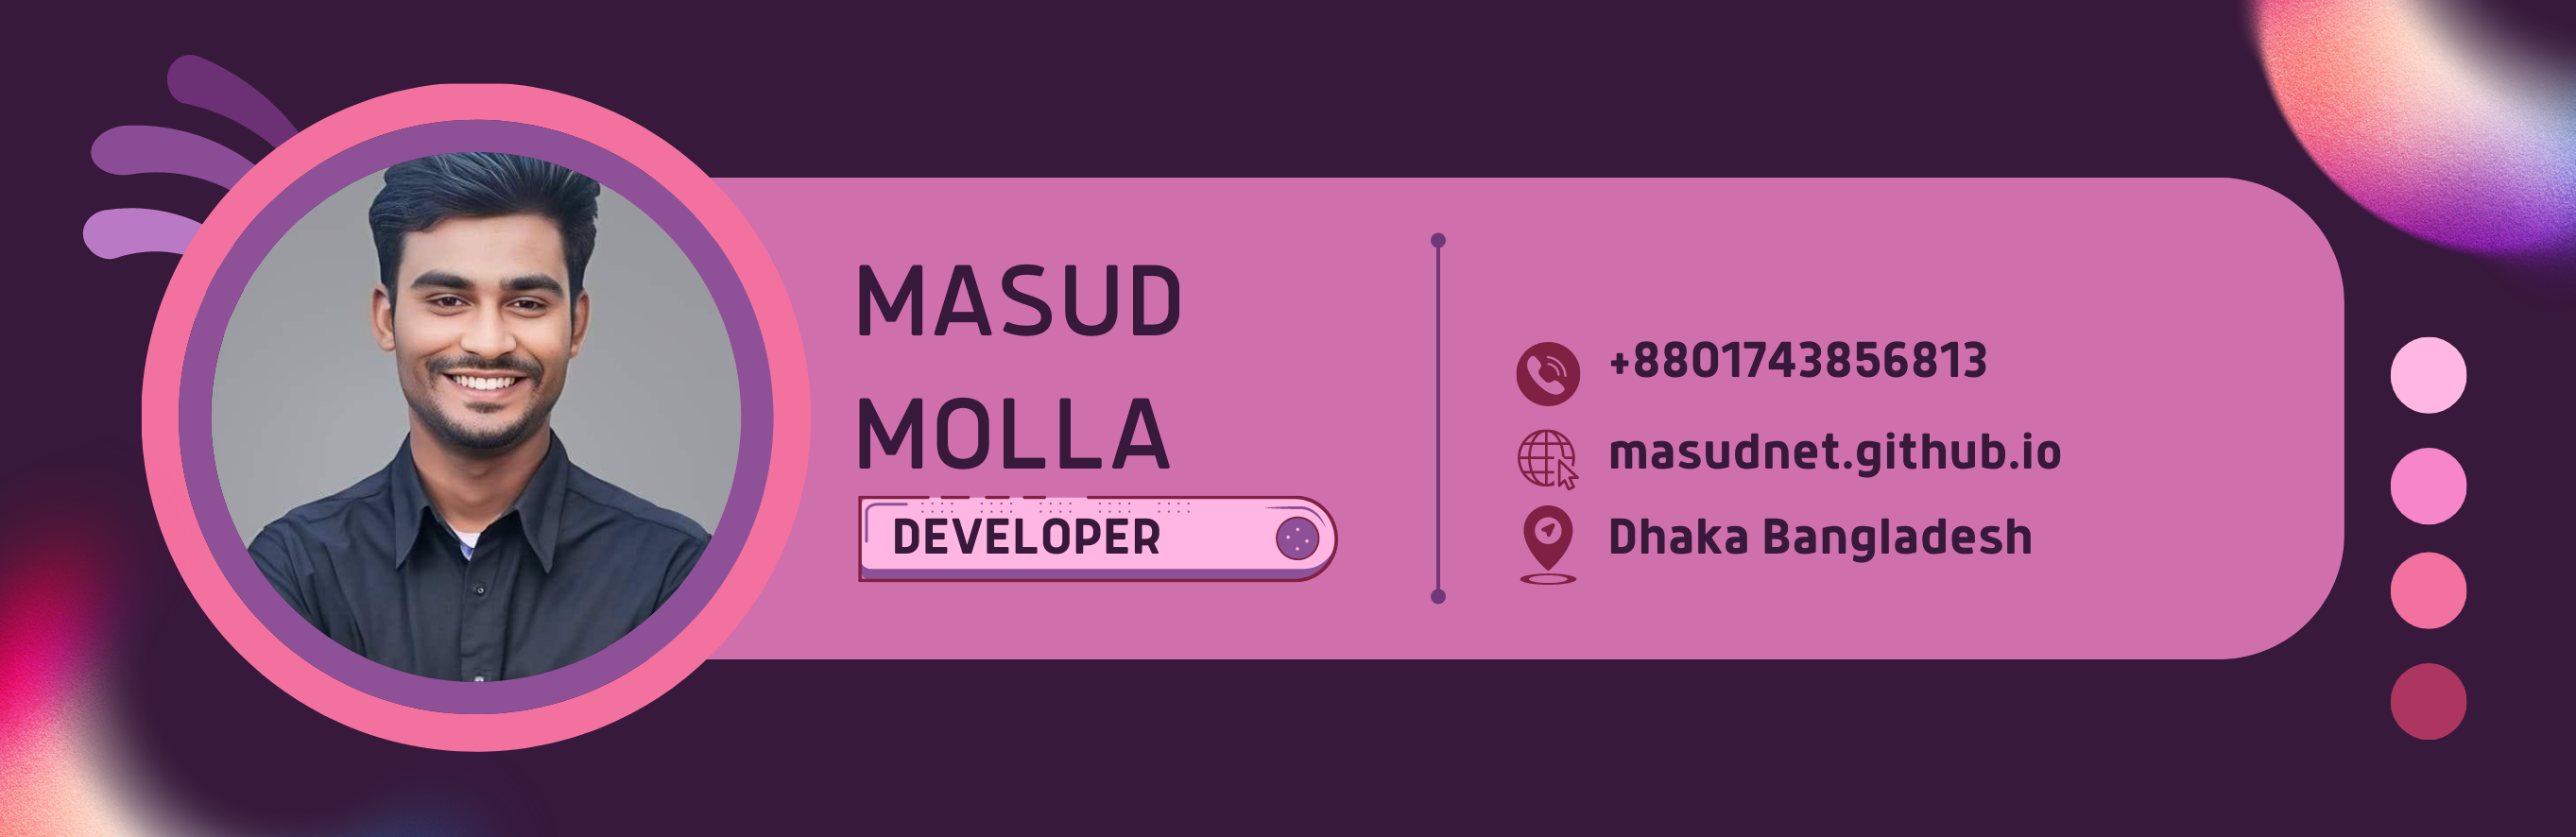 MASUD
MOLLA
DEVELOPER
+8801743856813
masudnet.github.io
Dhaka Bangladesh